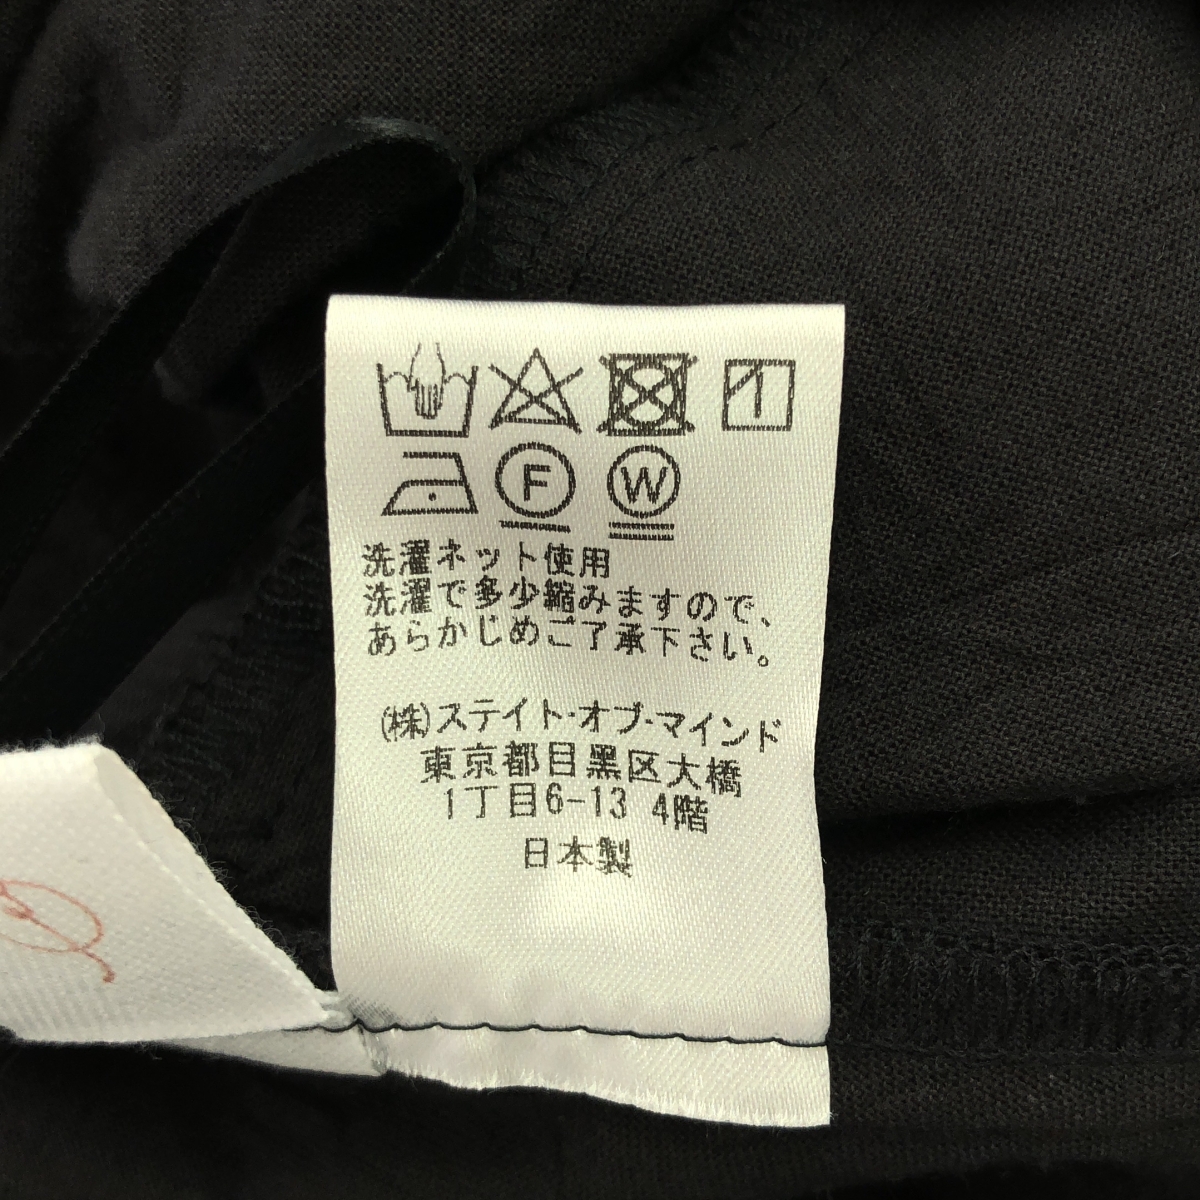 F W
洗濯ネット使用
洗濯で多少縮みますので、
あらかじめご了承下さい。
(株)ステイト·オブ·マインド
東京都目黒区大橋
1丁目6-13 4階
日本製